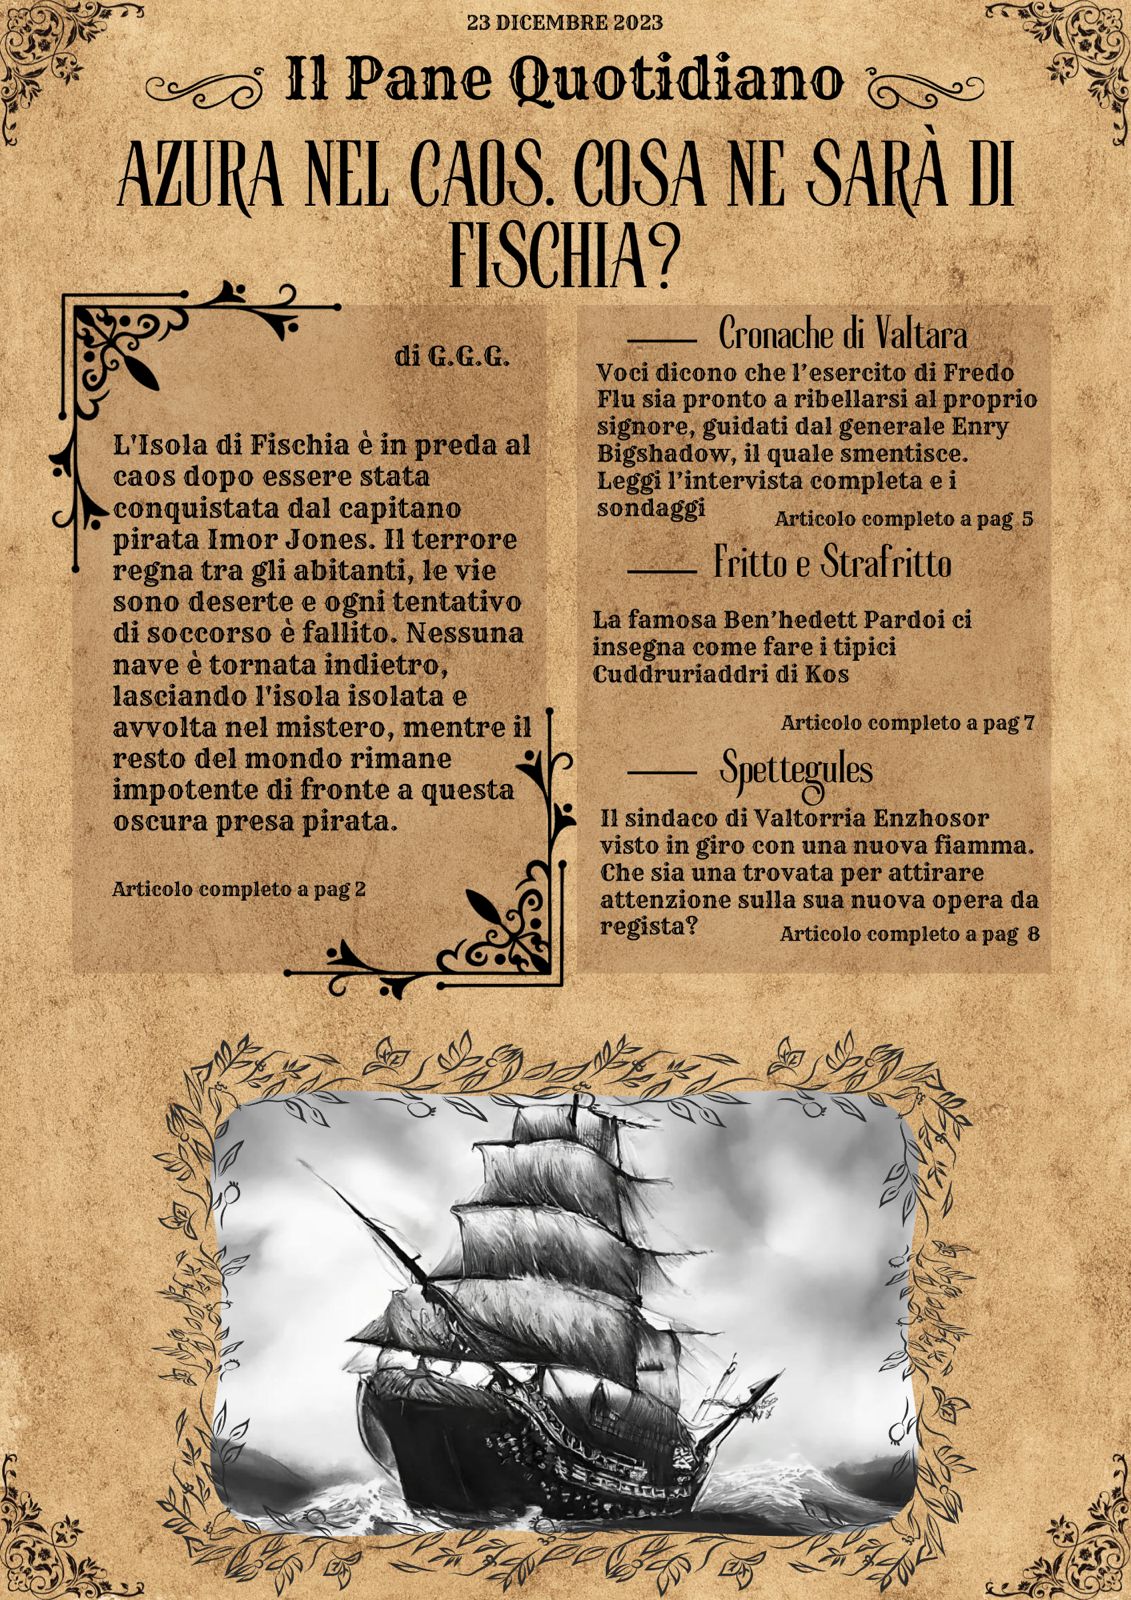 23 DICEMBRE 2023
Il Pane Quotidiano
AZURA NEL CAOS. COSA NE SARÀ DI
FISCHIA?
di G.G.G.
L'Isola di Fischia è in preda al
caos dopo essere stata
conquistata dal capitano
pirata Imor Jones. Il terrore
regna tra gli abitanti, le vie
sono deserte e ogni tentativo
di soccorso è fallito. Nessuna
nave è tornata indietro,
lasciando l'isola isolata e
avvolta nel mistero, mentre il
resto del mondo rimane
impotente di fronte a questa
oscura presa pirata.
Articolo completo a pag 2
Cronache di Valtara
Voci dicono che l’esercito di Fredo
Flu sia pronto a ribellarsi al proprio
signore, guidati dal generale Enry
Bigshadow, il quale smentisce.
Leggi l’intervista completa e i
sondaggi
Articolo completo a pag 5
Fritto e Strafritto
La famosa Ben’hedett Pardoi ci
insegna come fare i tipici
Cuddruriaddri di Kos
Articolo completo a pag 7
Spettegules
Il sindaco di Valtorria Enzhosor
visto in giro con una nuova fiamma.
Che sia una trovata per attirare
attenzione sulla sua nuova opera da
regista?
Articolo completo a pag 8